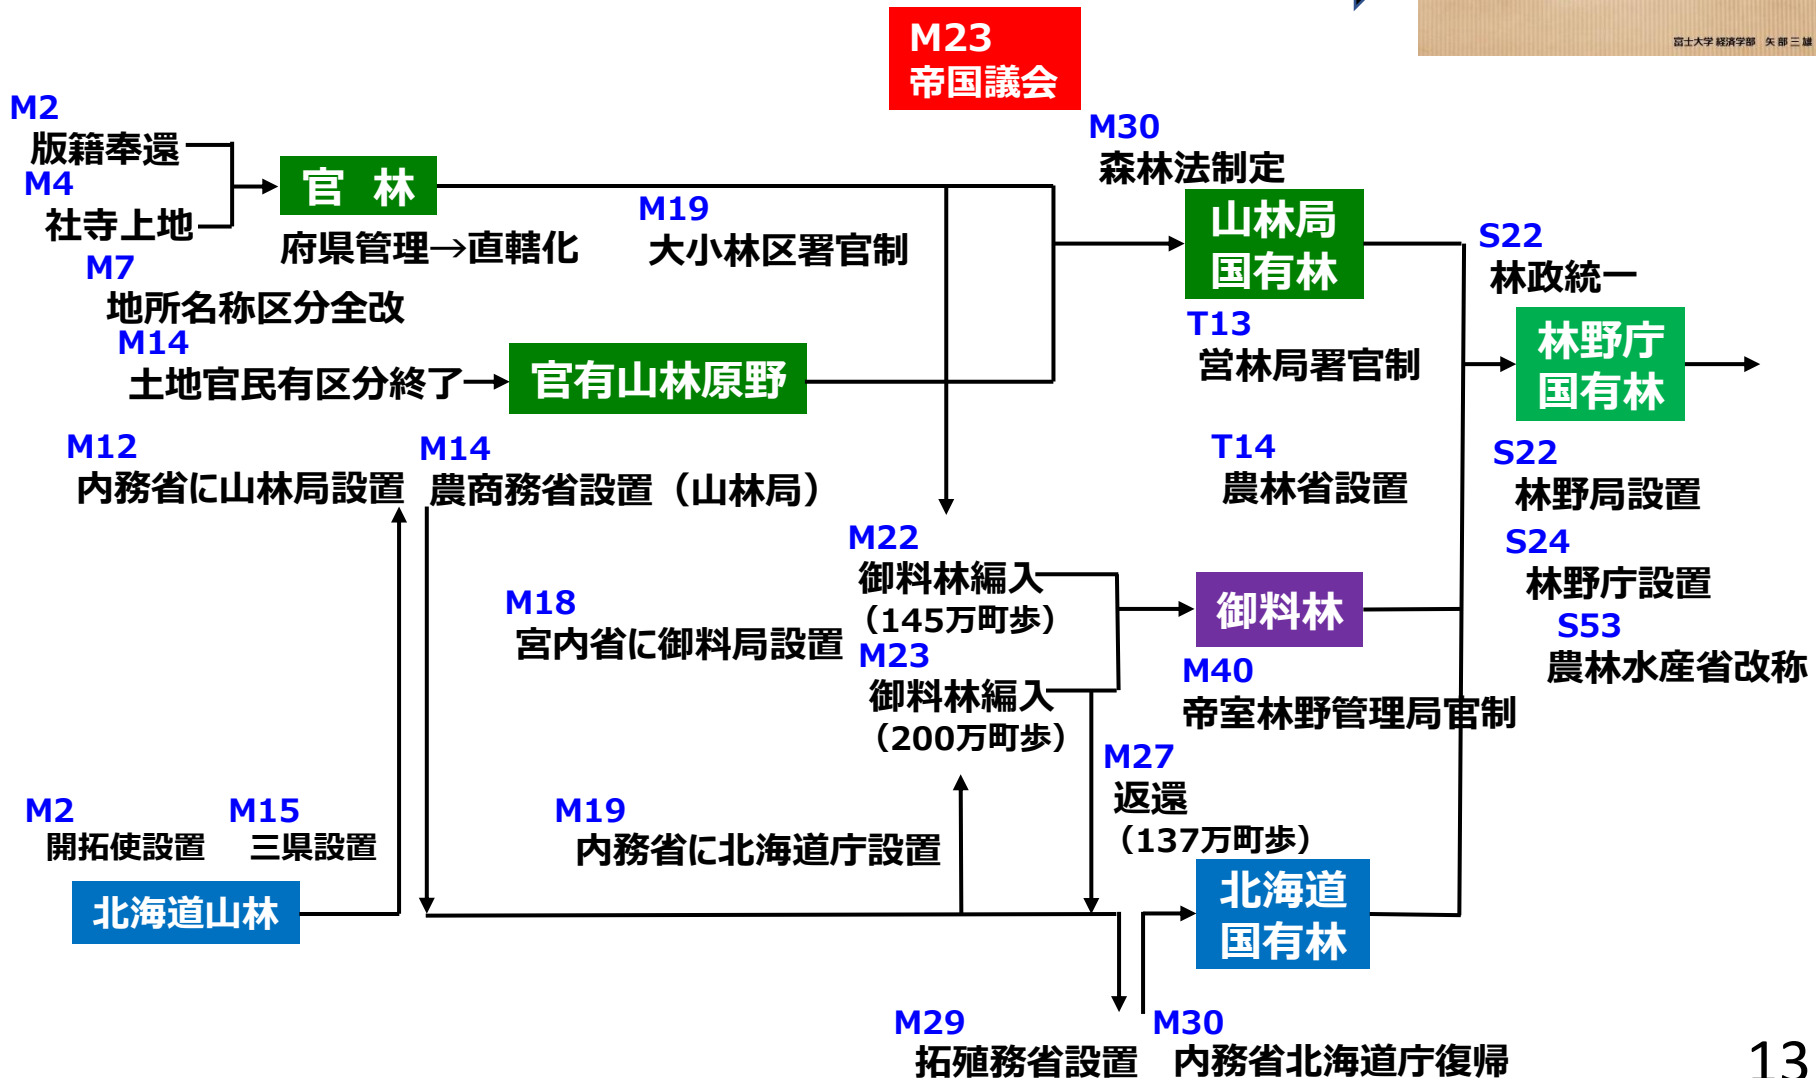 富士大学 経済学部 矢部三雄
M23
帝国議会
M2
版籍奉還
M4
社寺上地
官 林
府県管理→直轄化
M19
大小林区署官制
M30
森林法制定
山林局
国有林
S22
林政統一
M7
地所名称区分全改
M14
土地官民有区分終了
官有山林原野
T13
営林局署官制
林野庁
国有林
M12
内務省に山林局設置
M14
農商務省設置（山林局）
T14
農林省設置
S22
林野局設置
M22
御料林編入
（145万町歩）
S24
林野庁設置
M18
宮内省に御料局設置
御料林
S53
農林水産省改称
M23
御料林編入
（200万町歩）
M40
帝室林野管理局官制
M27
返還
（137万町歩）
M2
開拓使設置
M15
三県設置
M19
内務省に北海道庁設置
北海道山林
北海道
国有林
M29
拓殖務省設置
M30
内務省北海道庁復帰
13